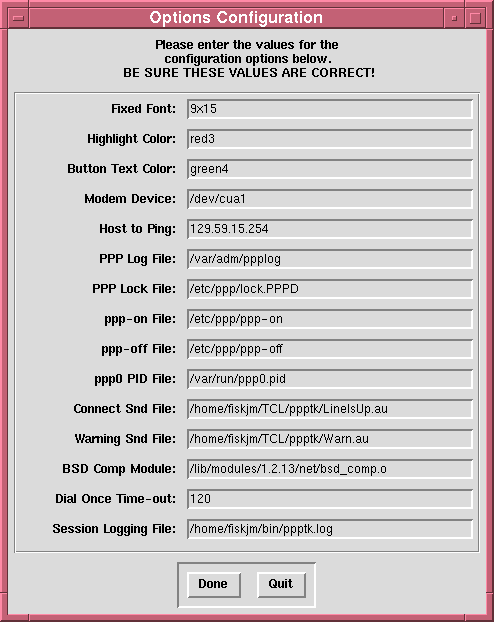 Options Configuration
Please enter the values for the
configuration options below.
BE SURE THESE VALUES ARE CORRECT!
Fixed Font: 9x15
Highlight Color: red3
Button Text Color: green4
Modem Device: /dev/cua1
Host to Ping: 129.59.15.254
PPP Log File: /var/adm/ppplog
PPP Lock File: /etc/ppp/lock.PPPD
ppp-on File: /etc/ppp/ppp-on
ppp-off File: /etc/ppp/ppp-off
ppp0 PID File: /var/run/ppp0.pid
Connect Snd File: /home/fiskjm/TCL/ppptk/LineIsUp.au
Warning Snd File: /home/fiskjm/TCL/ppptk/Warn.au
BSD Comp Module: /lib/modules/1.2.13/net/bsd_comp.o
Dial Once Time-out: 120
Session Logging File: /home/fiskjm/bin/ppptk.log
Done Quit